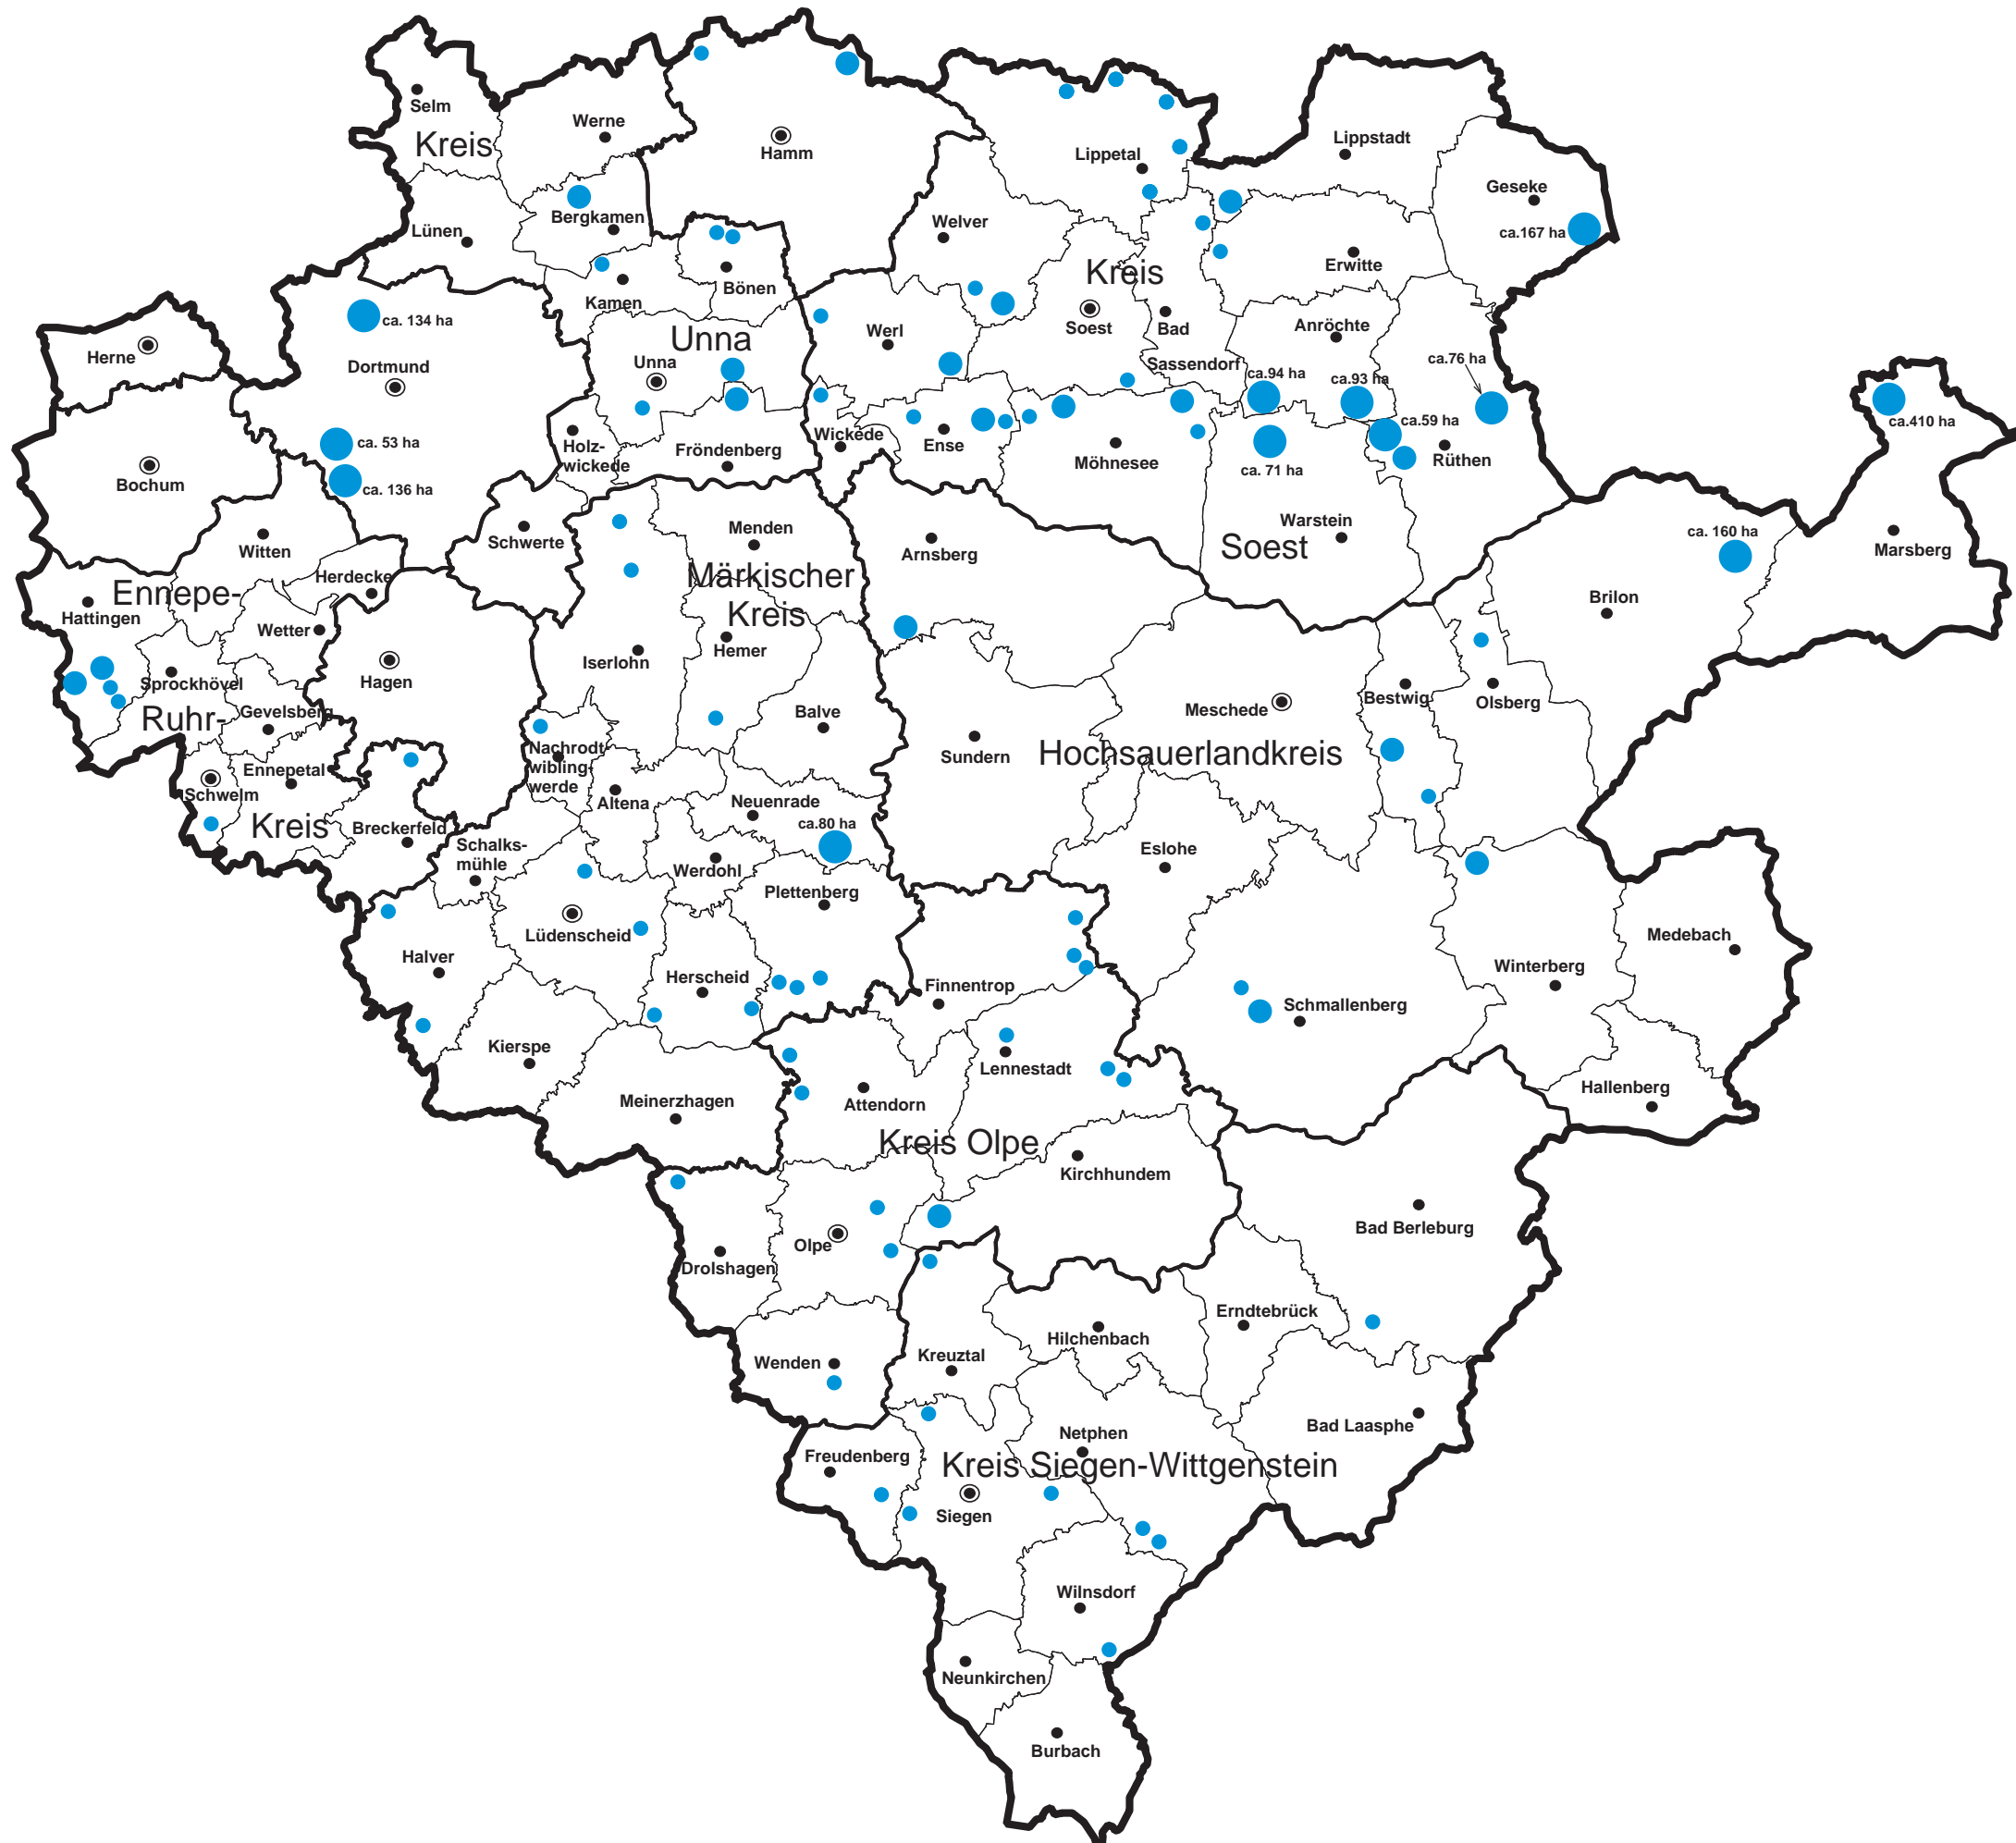 Selm
Kreis
Werne
Hamm
Lippetal
Lippstadt
Geseke
ca.167 ha
Bergkamen
Lünen
Welver
Kreis
Erwitte
Kamen
Bönen
ca. 134 ha
Herne
Dortmund
Unna
Unna
Werl
Soest
Bad
Sassendorf
Anröchte
ca.76 ha
ca.94 ha
ca.93 ha
ca.59 ha
ca.410 ha
ca. 53 ha
Holz-
wickede
Fröndenberg
Wickede
Ense
Möhnesee
ca. 71 ha
Rüthen
Bochum
ca. 136 ha
Witten
Schwerte
Menden
Arnsberg
Warstein
Soest
ca. 160 ha
Marsberg
Herdecke
Ennepe-
Hattingen
Märkischer
Kreis
Brilon
Wetter
Iserlohn
Hemer
Sprockhövel
Hagen
Gevelsberg
Ruhr-
Balve
Meschede
Bestwig
Olsberg
Sundern
Hochsauerlandkreis
Nachrodt
wibling-
werde
Ennepetal
Schwelm
Kreis
Breckerfeld
Altena
Neuenrade
ca.80 ha
Schalks-
mühle
Werdohl
Plettenberg
Eslohe
Lüdenscheid
Halver
Herscheid
Finnentrop
Schmallenberg
Winterberg
Medebach
Kierspe
Lennestadt
Meinerzhagen
Attendorn
Hallenberg
Kreis Olpe
Kirchhundem
Bad Berleburg
Olpe
Drolshagen
Erndtebrück
Hilchenbach
Wenden
Kreuztal
Bad Laasphe
Netphen
Freudenberg
Kreis Siegen-Wittgenstein
Siegen
Wilnsdorf
Neunkirchen
Burbach